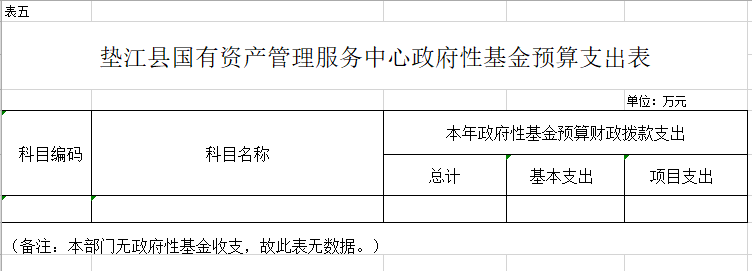 表五
垫江县国有资产管理服务中心政府性基金预算支出表
单位：万元
科目编码
科目名称
本年政府性基金预算财政拨款支出
总计
基本支出
项目支出
（备注：本部门无政府性基金收支，故此表无数据。）